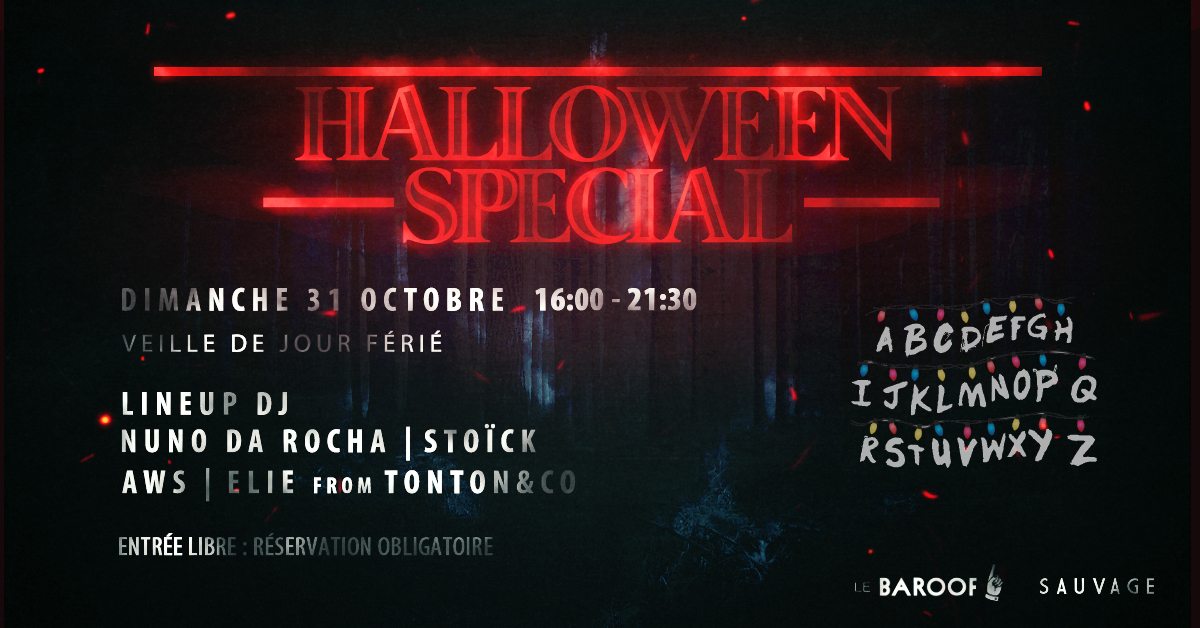 HALLOWEEN
SPECIAL
DIMANCHE 31 OCTOBRE 16:00 - 21:30
VEILLE DE JOUR FÉRIÉ
LINEUP DJ
NUNO DA ROCHA | STOÏCK
AWS | ELIE FROM TONTON&CO
ENTRÉE LIBRE : RÉSERVATION OBLIGATOIRE
ABCDEFGH
IJKLMNOPQ
RSTUVWXYZ
LE BAROOF
SAUVAGE